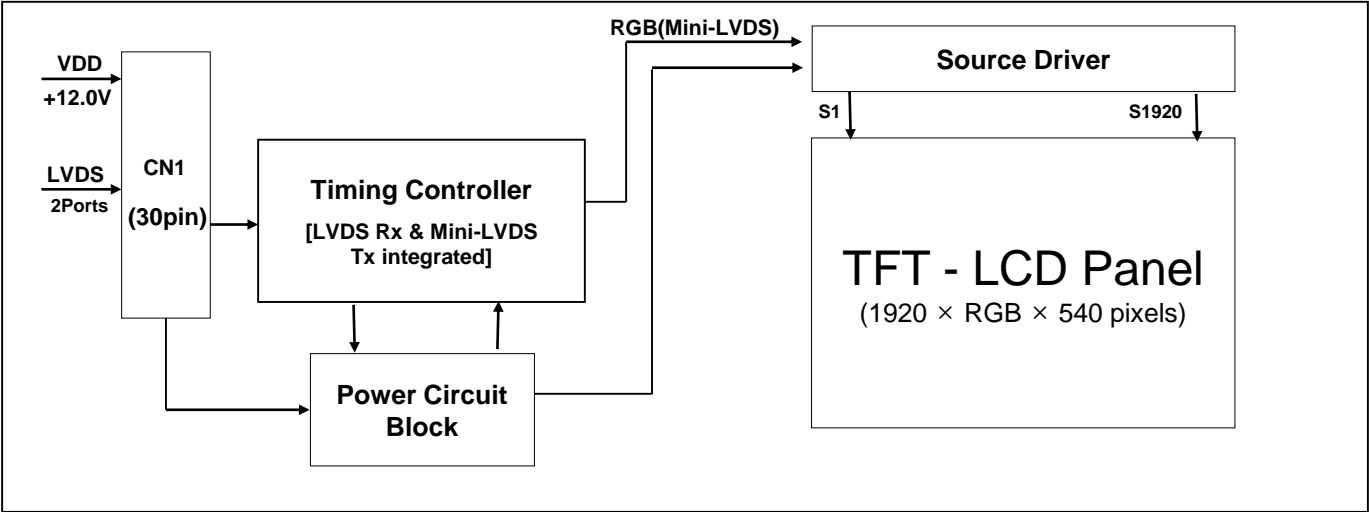 RGB(Mini-LVDS)
VDD
+12.0V
LVDS
2Ports
CN1
(30pin)
Timing Controller
[LVDS Rx & Mini-LVDS
Tx integrated]
Power Circuit
Block
Source Driver
S1
S1920
TFT - LCD Panel
(1920 × RGB × 540 pixels)